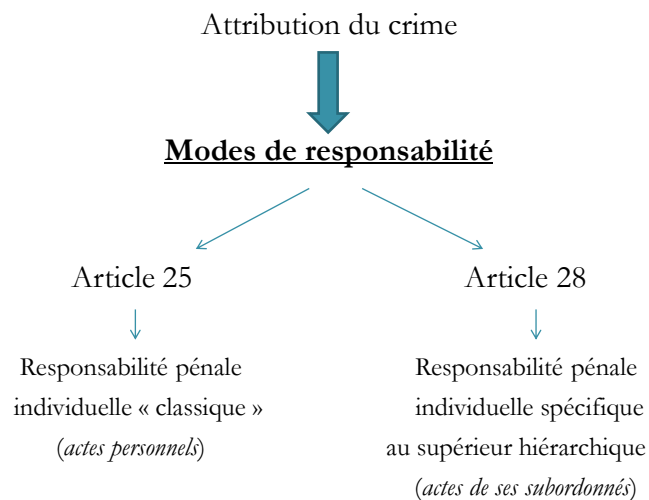 Attribution du crime
Modes de responsabilité
Article 25
Responsabilité pénale
individuelle « classique »
(actes personnels)
Article 28
Responsabilité pénale
individuelle spécifique
au supérieur hiérarchique
(actes de ses subordonnés)